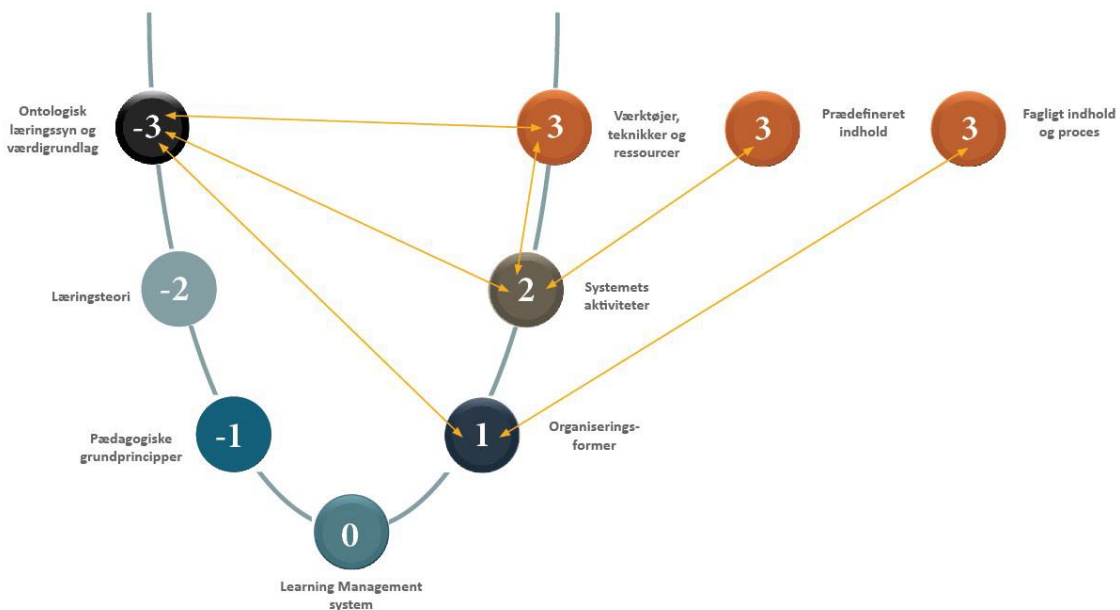 Ontologisk
læringssyn og
værdigrundlag
-3
3
Værktøjer,
teknikker og
ressourcer
3
Prædefineret
indhold
3
Fagligt indhold
og proces
Læringsteori
-2
2
Systemets
aktiviteter
Pædagogiske
grundprincipper
-1
1
Organiserings-
former
0
Learning Management
system